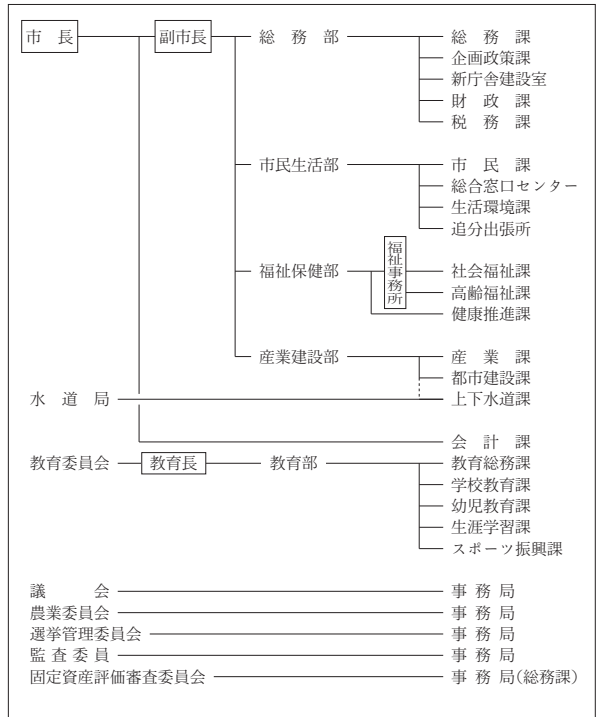 市長 副市長 総務部 総務課
企画政策課
新庁舎建設室
財政課
税務課
市民生活部 市民課
総合窓口センター
生活環境課
追分出張所
福祉保健部 福祉事務所 社会福祉課
高齢福祉課
健康推進課
産業建設部 産業課
都市建設課
水道局 上下水道課
会計課
教育委員会 教育長 教育部 教育総務課
学校教育課
幼児教育課
生涯学習課
スポーツ振興課
議会 事務局
農業委員会 事務局
選挙管理委員会 事務局
監査委員 事務局
固定資産評価審査委員会 事務局(総務課)